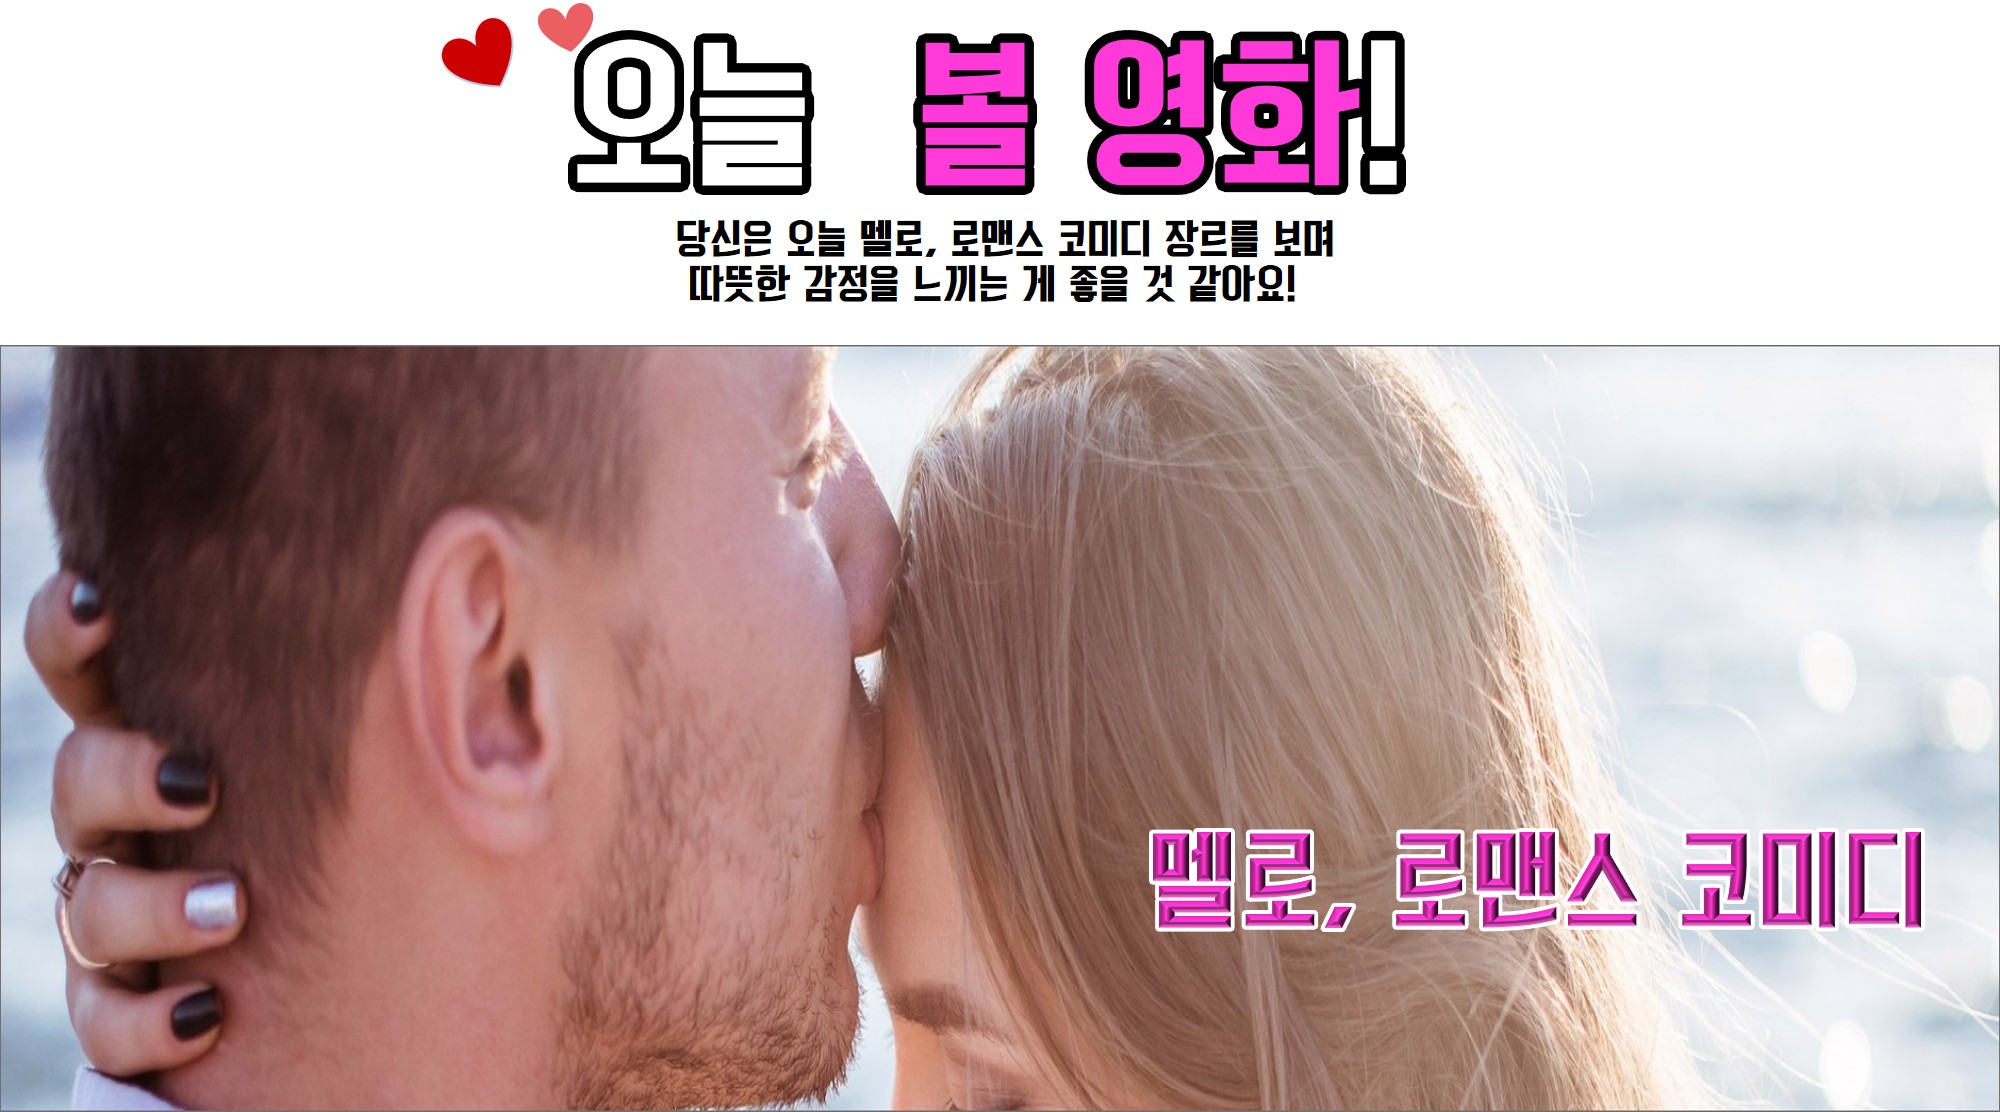 오늘 볼 영화!
당신은 오늘 멜로, 로맨스 코미디 장르를 보며
따뜻한 감정을 느끼는 게 좋을 것 같아요!
멜로, 로맨스 코미디